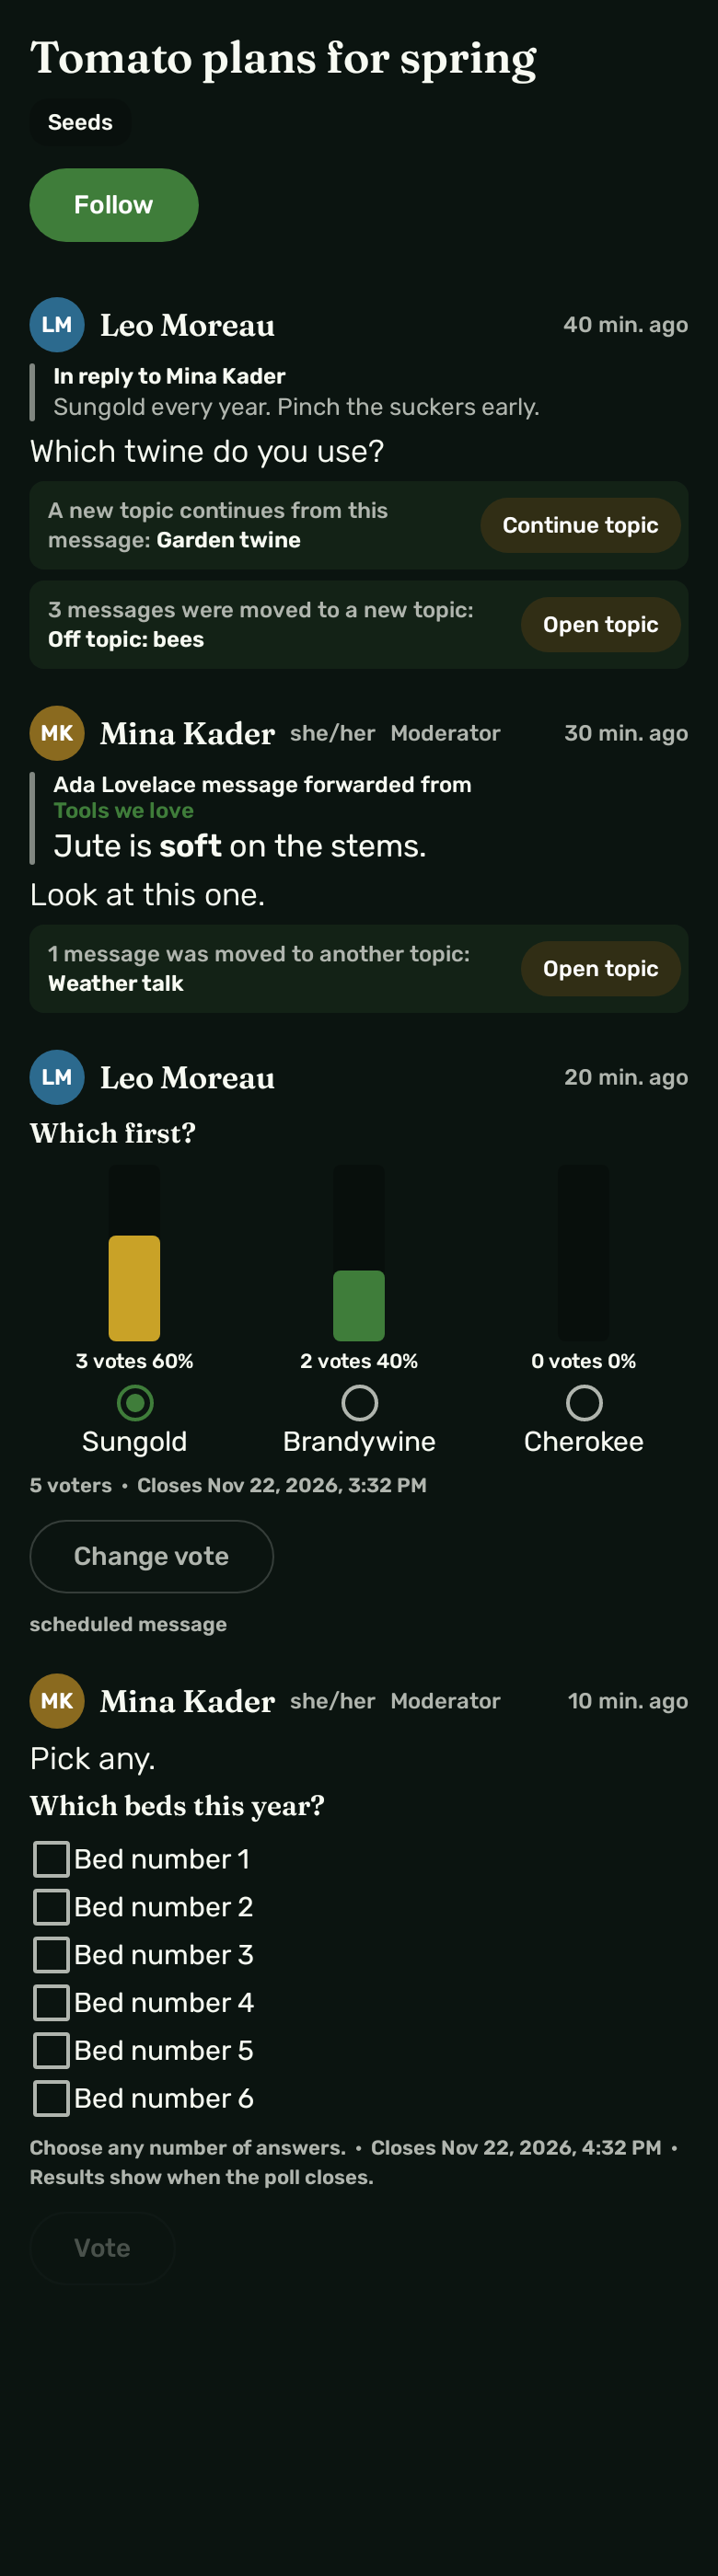 Tomato plans for spring
Seeds
Follow
LM Leo Moreau 40 min. ago
In reply to Mina Kader
Sungold every year. Pinch the suckers early.
Which twine do you use?
A new topic continues from this
message: Garden twine
Continue topic
3 messages were moved to a new topic:
Off topic: bees
Open topic
MK Mina Kader she/her Moderator 30 min. ago
Ada Lovelace message forwarded from
Tools we love
Jute is soft on the stems.
Look at this one.
1 message was moved to another topic:
Weather talk
Open topic
LM Leo Moreau 20 min. ago
Which first?
3 votes 60% 2 votes 40% 0 votes 0%
Sungold Brandywine Cherokee
5 voters • Closes Nov 22, 2026, 3:32 PM
Change vote
scheduled message
MK Mina Kader she/her Moderator 10 min. ago
Pick any.
Which beds this year?
Bed number 1
Bed number 2
Bed number 3
Bed number 4
Bed number 5
Bed number 6
Choose any number of answers. • Closes Nov 22, 2026, 4:32 PM •
Results show when the poll closes.
Vote